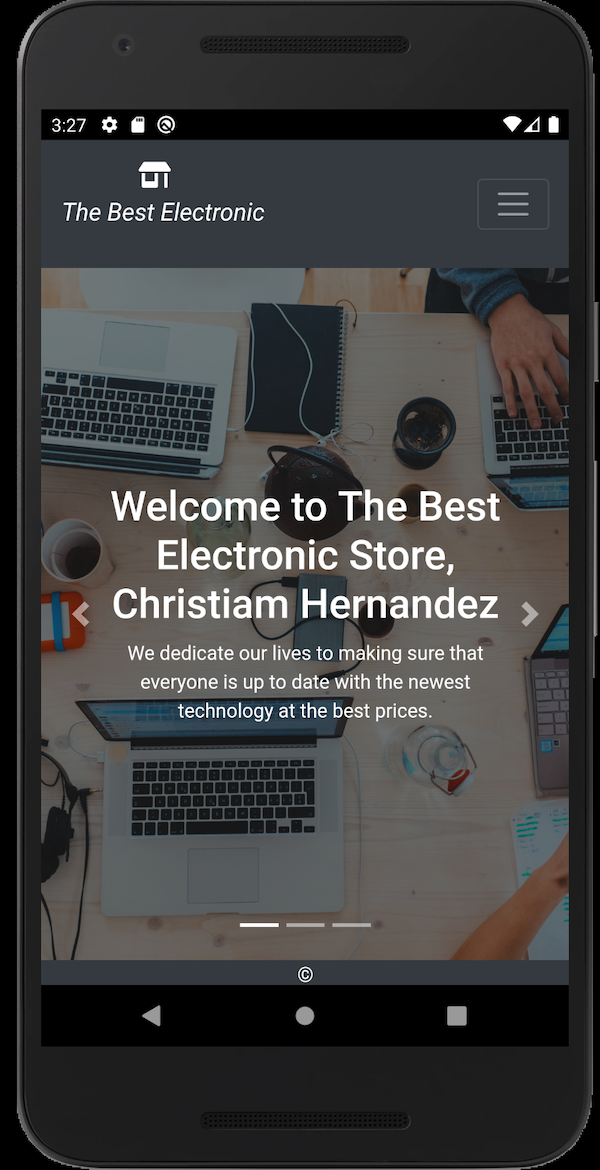 3:27
The Best Electronic
Welcome to The Best
Electronic Store,
Christiam Hernandez
We dedicate our lives to making sure that
everyone is up to date with the newest
technology at the best prices.
©